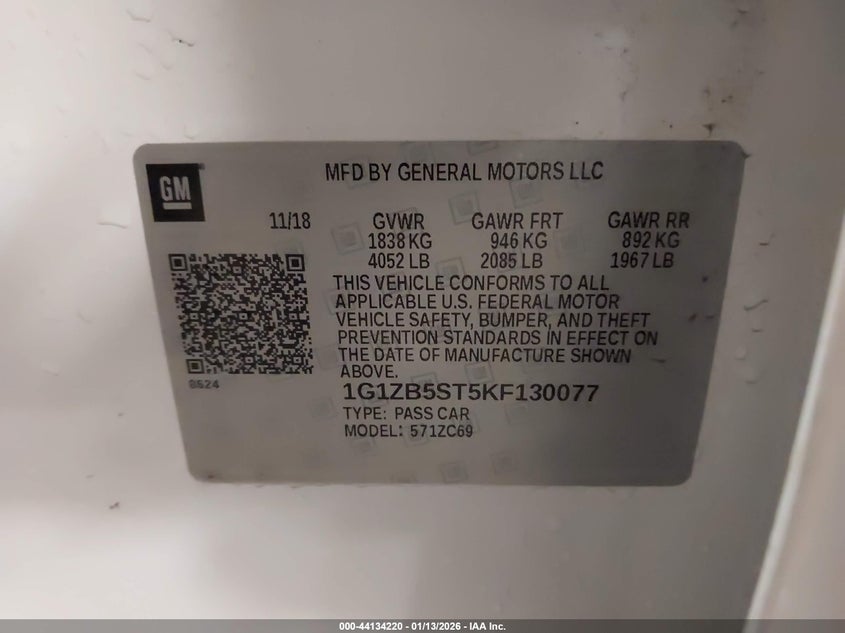 GM
MFD BY GENERAL MOTORS LLC
11/18 GVWR GAWR FRT GAWR RR
1838 KG 946 KG 892 KG
4052 LB 2085 LB 1967 LB
THIS VEHICLE CONFORMS TO ALL
APPLICABLE U.S. FEDERAL MOTOR
VEHICLE SAFETY, BUMPER, AND THEFT
PREVENTION STANDARDS IN EFFECT ON
THE DATE OF MANUFACTURE SHOWN
ABOVE.
8624
1G1ZB5ST5KF130077
TYPE: PASS CAR
MODEL: 571ZC69
000-44134220 - 01/13/2026 - IAA Inc.